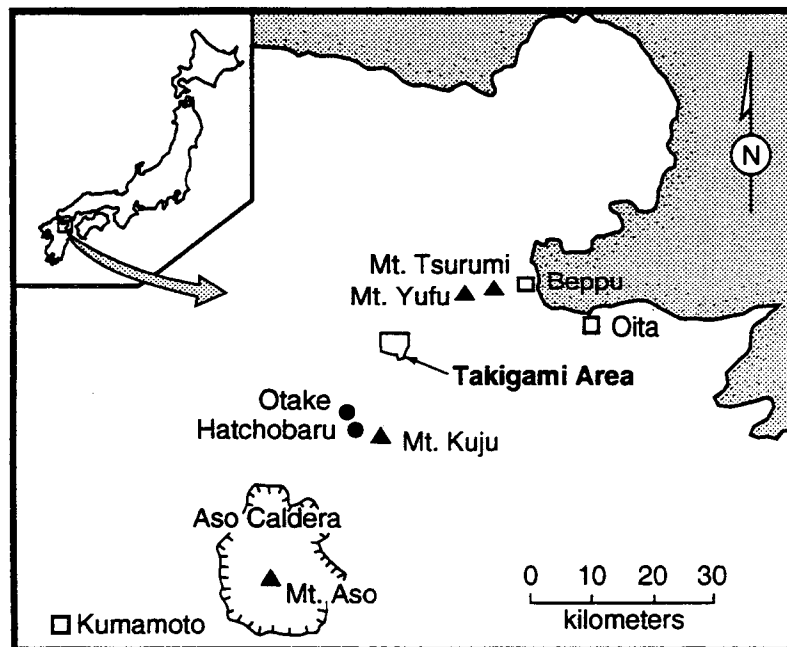 N
Mt. Tsurumi
Beppu
Mt. Yufu
Oita
Takigami Area
Otake
Hatchobaru
Mt. Kuju
Aso Caldera
Mt. Aso
0 10 20 30
kilometers
Kumamoto